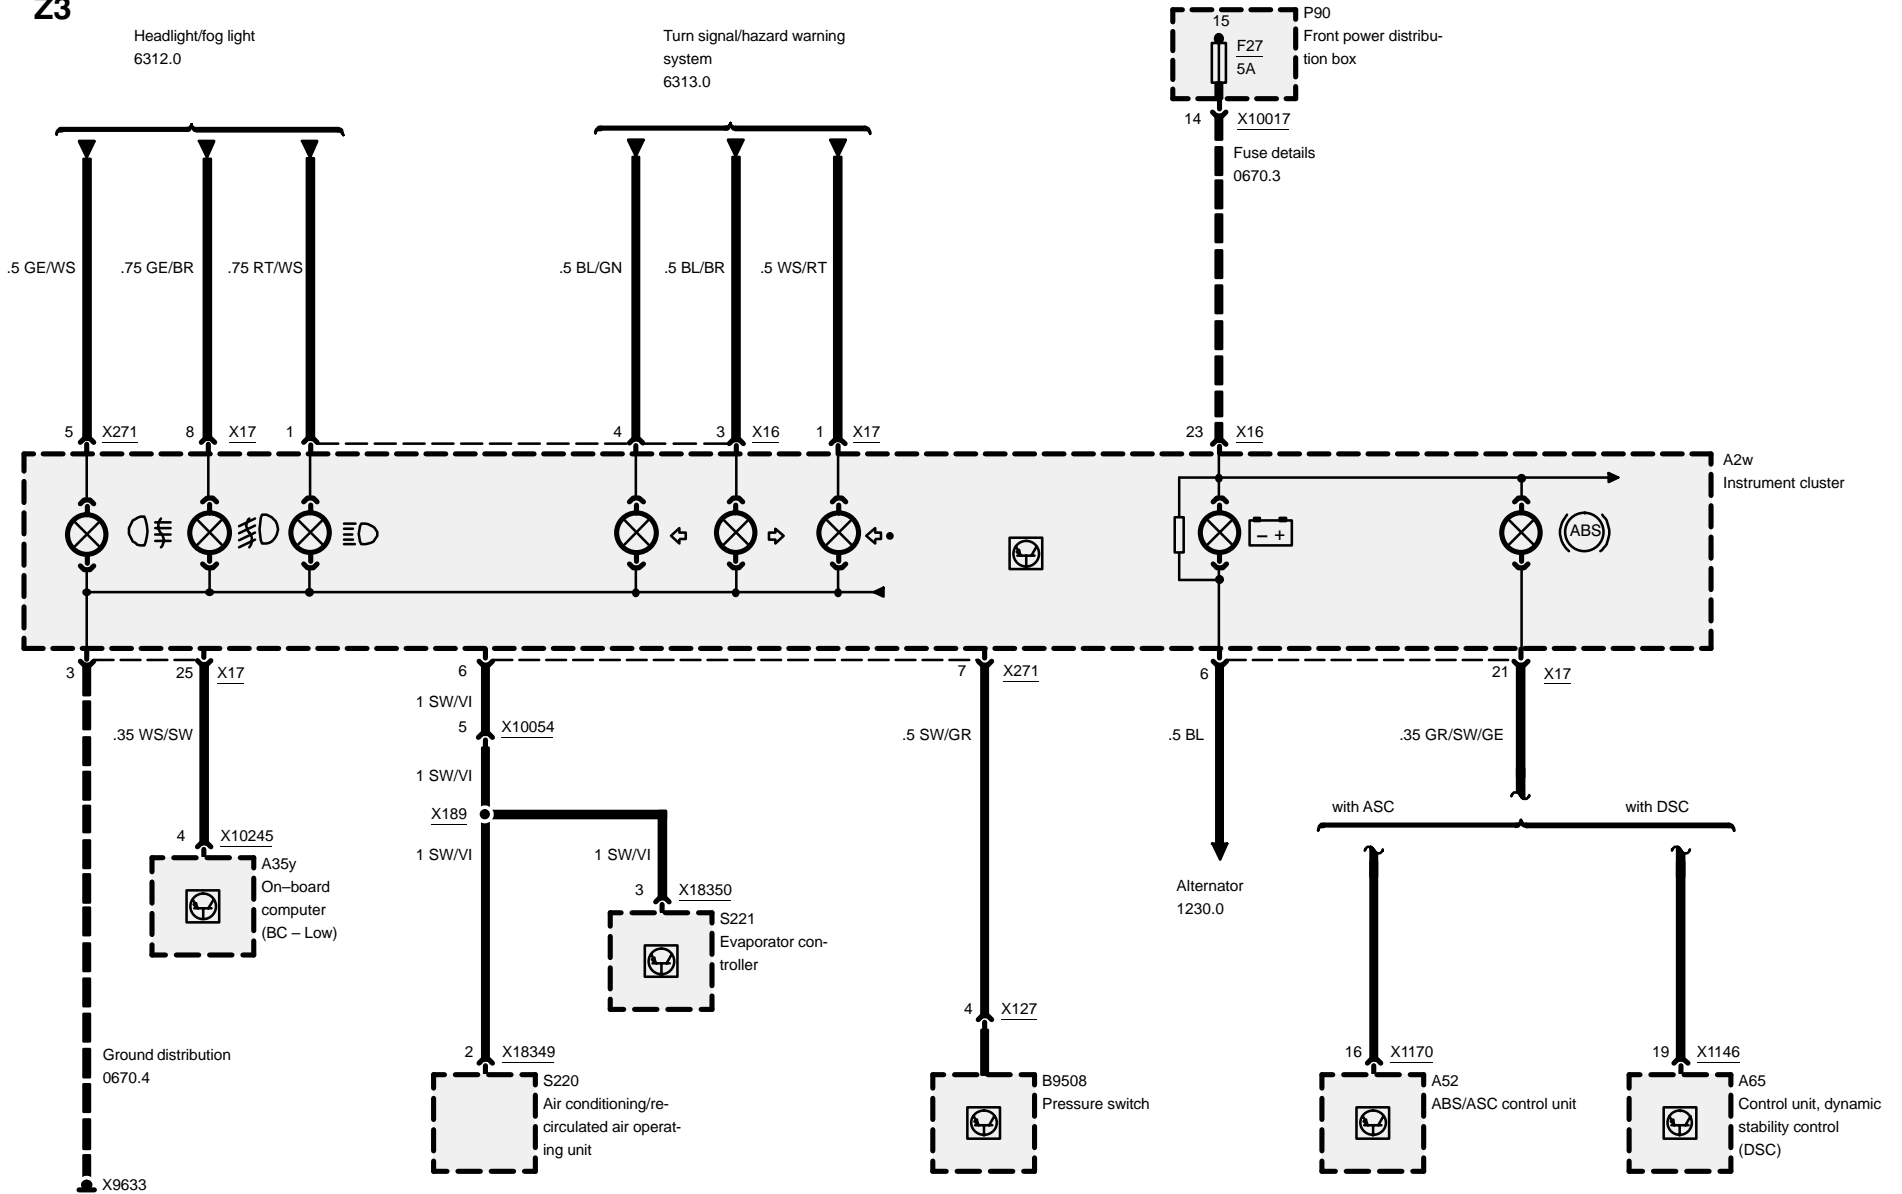 Z3
Headlight/fog light
6312.0
Turn signal/hazard warning
system
6313.0
15
F27
5A
P90
Front power distribu-
tion box
14
X10017
Fuse details
0670.3
.5 GE/WS
.75 GE/BR
.75 RT/WS
.5 BL/GN
.5 BL/BR
.5 WS/RT
5
X271
8
X17
1
4
3
X16
1
X17
23
X16
A2w
Instrument cluster
− +
ABS
3
25
X17
6
7
X271
6
21
X17
1 SW/VI
5
X10054
.35 WS/SW
.5 SW/GR
.5 BL
.35 GR/SW/GE
1 SW/VI
X189
with ASC
with DSC
4
X10245
1 SW/VI
1 SW/VI
A35y
On–board
computer
(BC – Low)
3
X18350
S221
Evaporator con-
troller
Alternator
1230.0
4
X127
Ground distribution
0670.4
2
X18349
S220
Air conditioning/re-
circulated air operat-
ing unit
B9508
Pressure switch
16
X1170
A52
ABS/ASC control unit
19
X1146
A65
Control unit, dynamic
stability control
(DSC)
X9633